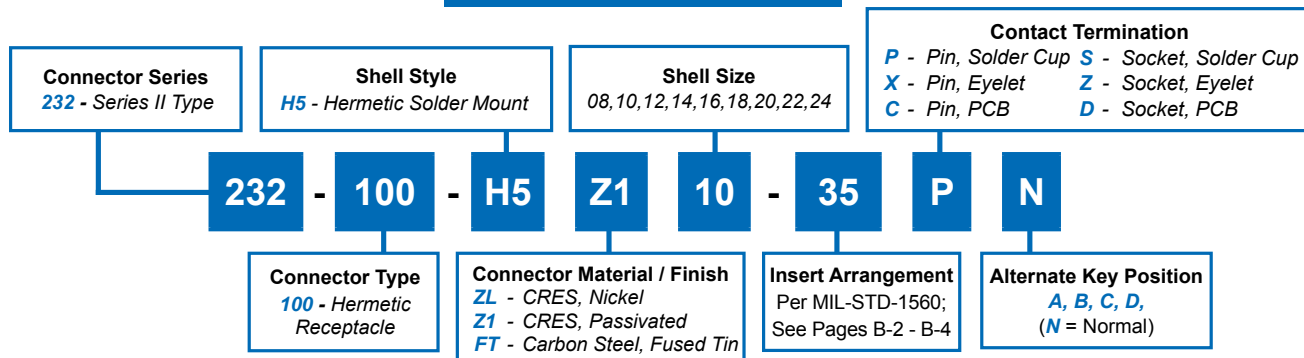 Connector Series
232 - Series II Type
Shell Style
H5 - Hermetic Solder Mount
Shell Size
08,10,12,14,16,18,20,22,24
Contact Termination
P - Pin, Solder Cup S - Socket, Solder Cup
X - Pin, Eyelet Z - Socket, Eyelet
C - Pin, PCB D - Socket, PCB
232 - 100 - H5 Z1 10 - 35 P N
Connector Type
100 - Hermetic
Receptacle
Connector Material / Finish
ZL - CRES, Nickel
Z1 - CRES, Passivated
FT - Carbon Steel, Fused Tin
Insert Arrangement
Per MIL-STD-1560;
See Pages B-2 - B-4
Alternate Key Position
A, B, C, D,
(N = Normal)